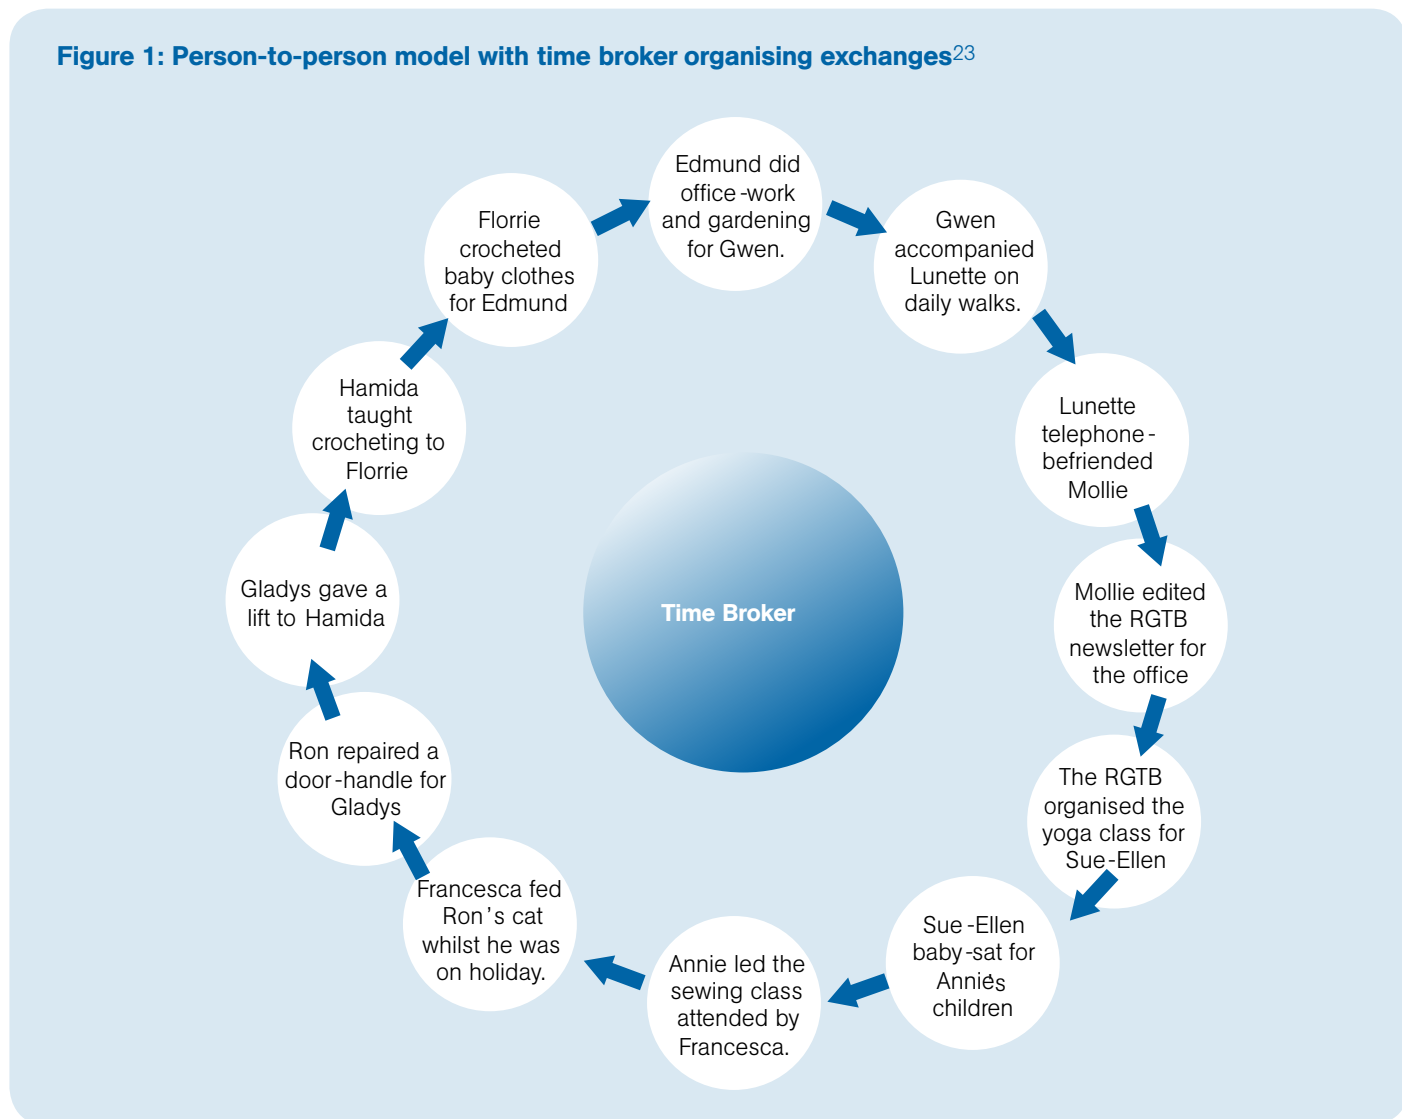 Figure 1: Person-to-person model with time broker organising exchanges23
Edmund did
office-work
and gardening
for Gwen.
Gwen
accompanied
Lunette on
daily walks.
Lunette
telephone-
befriended
Mollie
Mollie edited
the RGTB
newsletter for
the office
The RGTB
organised the
yoga class for
Sue-Ellen
Sue-Ellen
baby-sat for
Annie's
children
Annie led the
sewing class
attended by
Francesca.
Francesca fed
Ron's cat
whilst he was
on holiday.
Ron repaired a
door-handle for
Gladys
Gladys gave a
lift to Hamida
Hamida
taught
crocheting to
Florrie
Florrie
crocheted
baby clothes
for Edmund
Time Broker